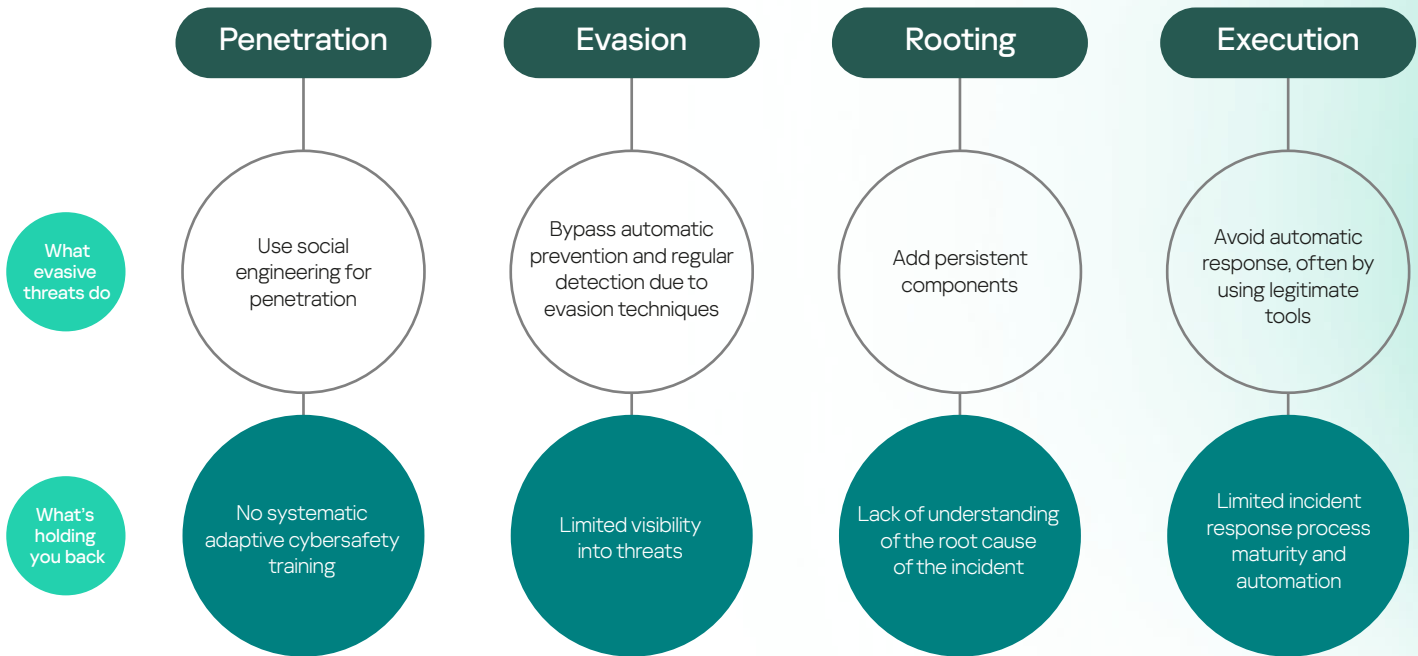 Penetration
Evasion
Rooting
Execution
What
evasive
threats do
Use social
engineering for
penetration
Bypass automatic
prevention and regular
detection due to
evasion techniques
Add persistent
components
Avoid automatic
response, often by
using legitimate
tools
What's
holding
you back
No systematic
adaptive cybersafety
training
Limited visibility
into threats
Lack of understanding
of the root cause
of the incident
Limited incident
response process
maturity and
automation